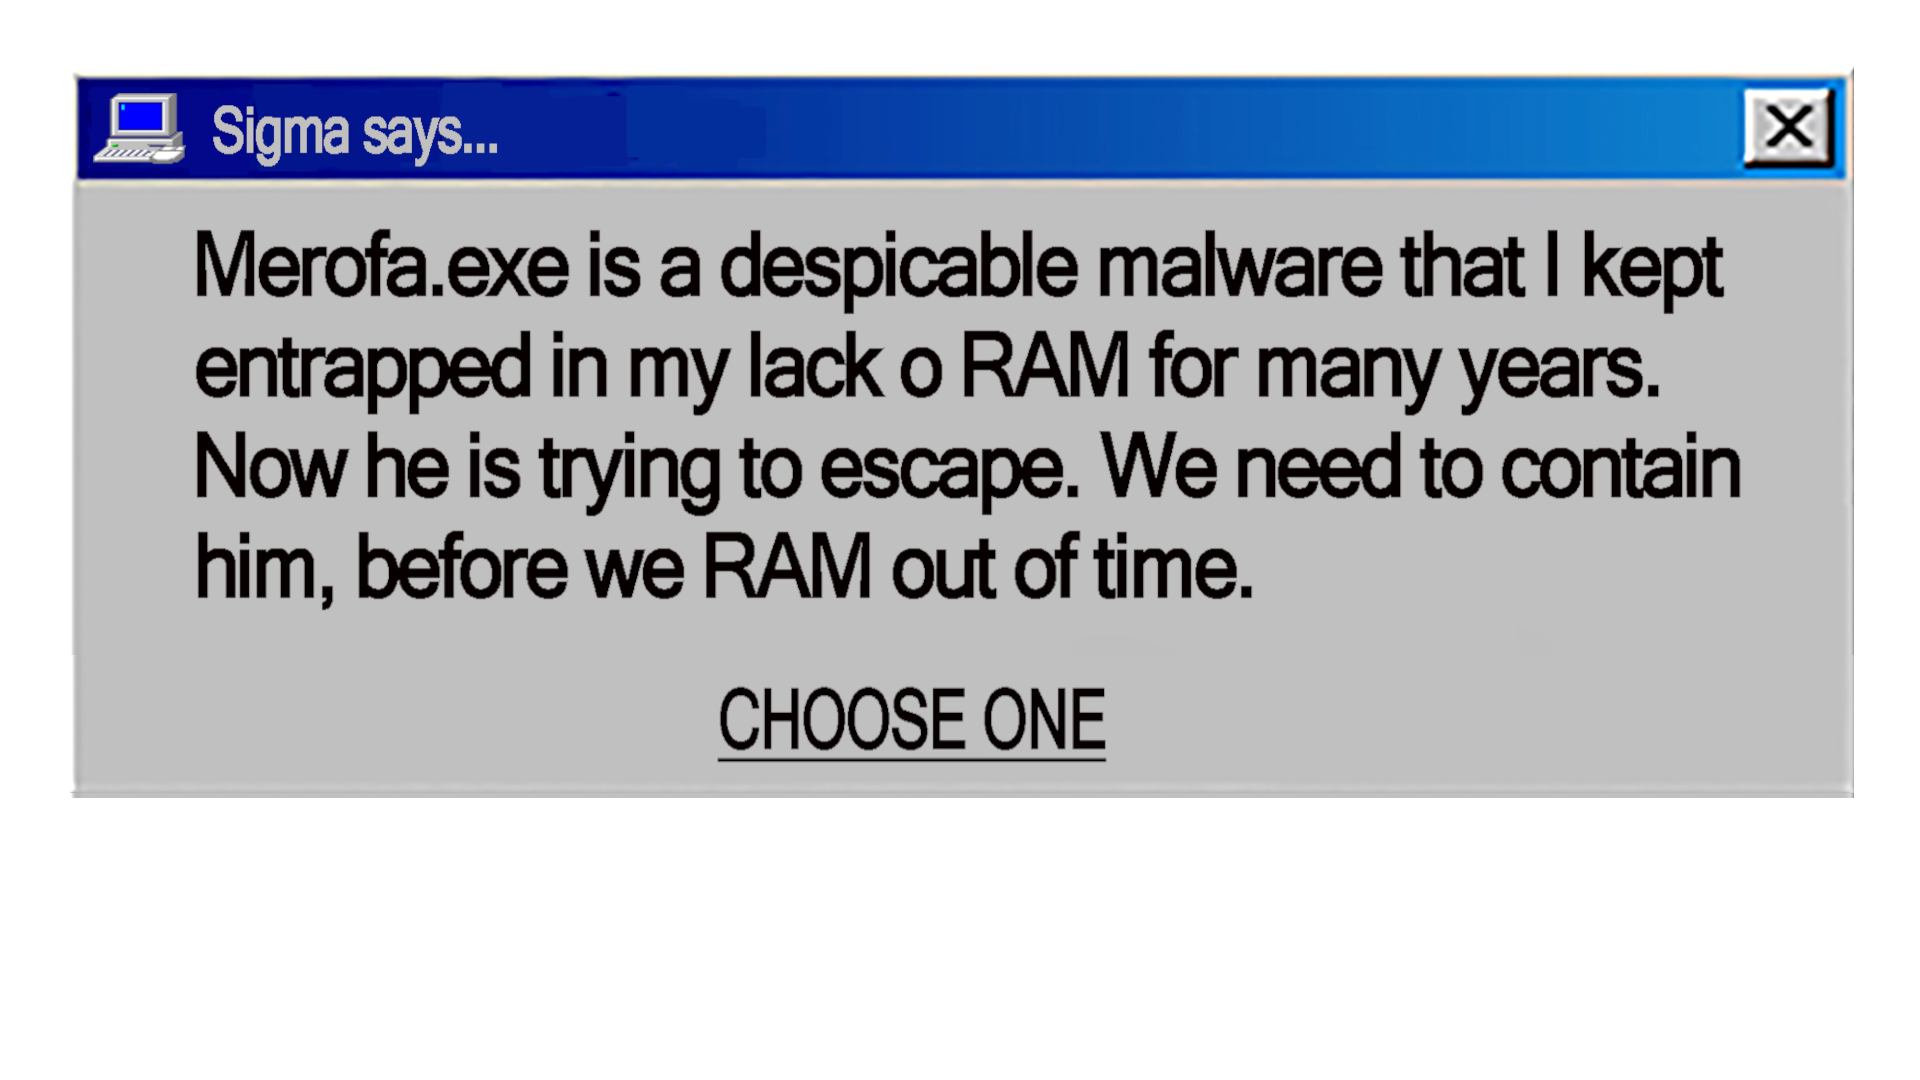 Sigma says...
Merofa.exe is a despicable malware that I kept
entrapped in my lack o RAM for many years.
Now he is trying to escape. We need to contain
him, before we RAM out of time.
CHOOSE ONE